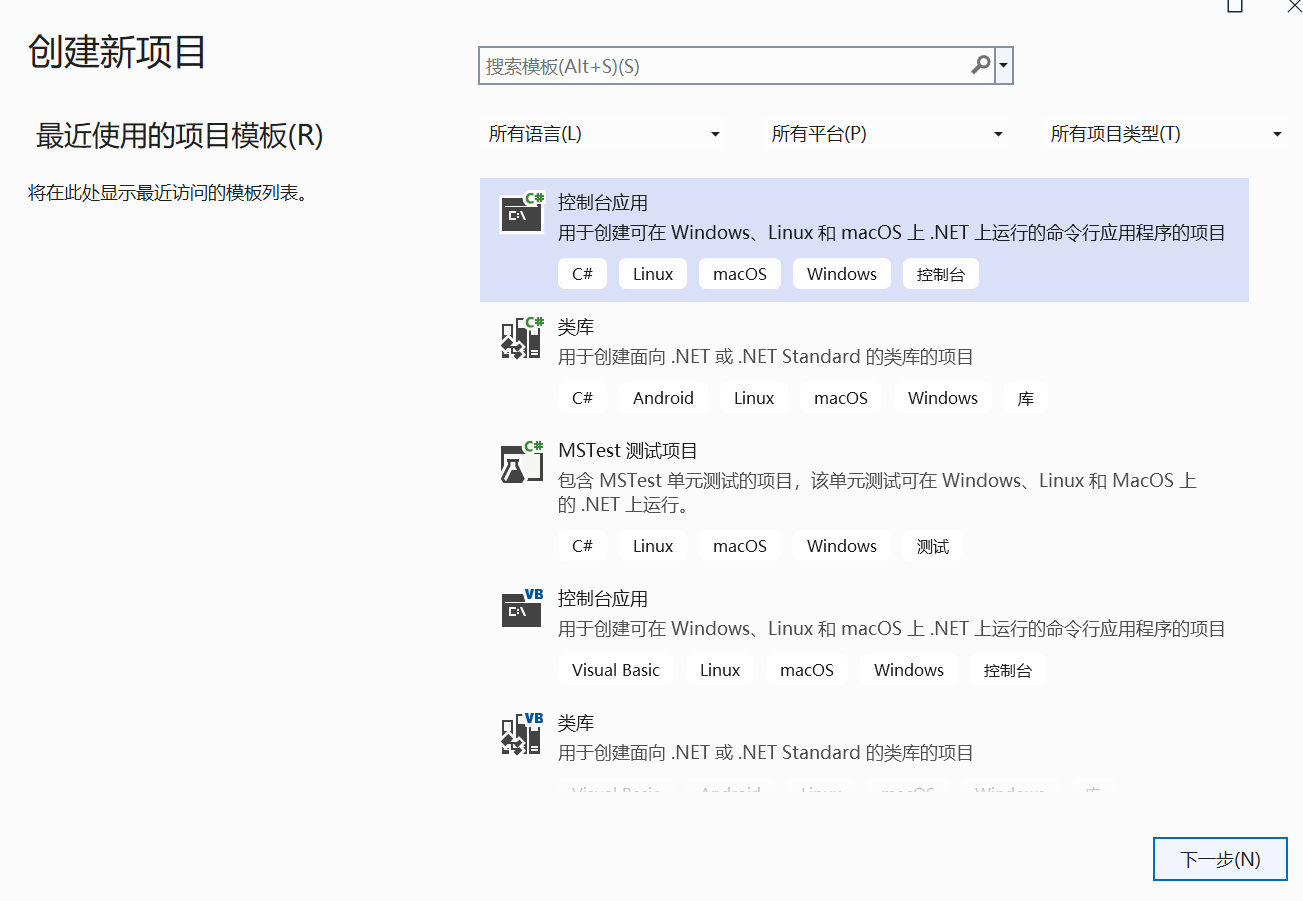 创建新项目
搜索模板(Alt+S)(S)
最近使用的项目模板(R)
将在此处显示最近访问的模板列表。
所有语言(L) 所有平台(P) 所有项目类型(T)
C# 控制台应用
C:\ 用于创建可在 Windows、Linux 和 macOS 上 .NET 上运行的命令行应用程序的项目
C# Linux macOS Windows 控制台
C# 类库
用于创建面向 .NET 或 .NET Standard 的类库的项目
C# Android Linux macOS Windows 库
C# MSTest 测试项目
包含 MSTest 单元测试的项目，该单元测试可在 Windows、Linux 和 MacOS 上
的 .NET 上运行。
C# Linux macOS Windows 测试
VB 控制台应用
C:\ 用于创建可在 Windows、Linux 和 macOS 上 .NET 上运行的命令行应用程序的项目
Visual Basic Linux macOS Windows 控制台
VB 类库
用于创建面向 .NET 或 .NET Standard 的类库的项目
Visual Basic Android Linux macOS Windows 库
下一步(N)